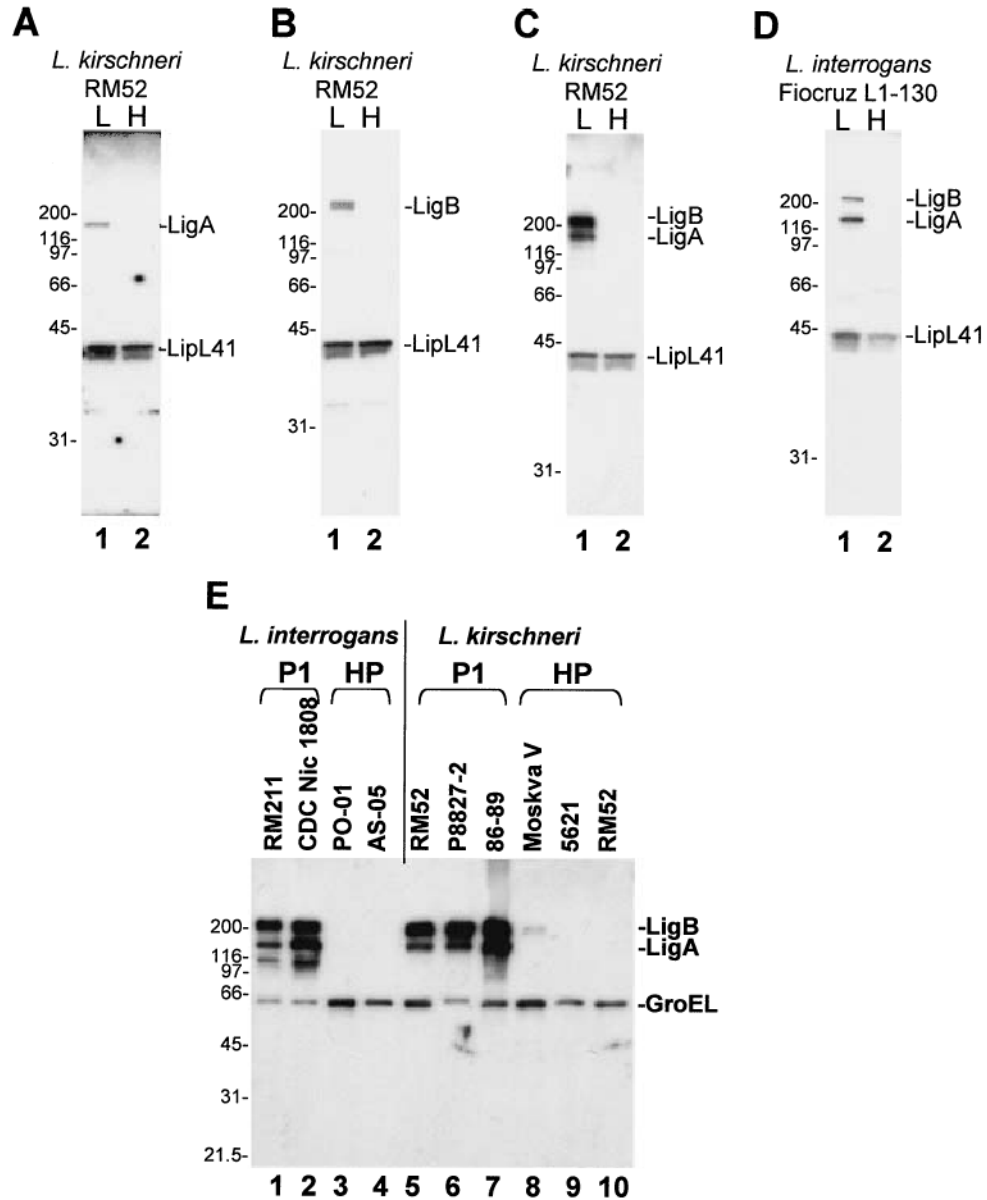 A
L. kirschneri
RM52
L H
200-
116-
97-
66-
45-
31-
-LigA
-LipL41
1 2
B
L. kirschneri
RM52
L H
200-
116-
97-
66-
45-
31-
-LigB
-LipL41
1 2
C
L. kirschneri
RM52
L H
200-
116-
97-
66-
45-
31-
-LigB
-LigA
-LipL41
1 2
D
L. interrogans
Fiocruz L1-130
L H
200-
116-
97-
66-
45-
31-
-LigB
-LigA
-LipL41
1 2
E
L. interrogans L. kirschneri
P1 HP P1 HP
RM211
CDC Nic 1808
PO-01
AS-05
RM52
P8827-2
86-89
Moskva V
5621
RM52
200-
116-
97-
66-
45-
31-
21.5-
-LigB
-LigA
-GroEL
1 2 3 4 5 6 7 8 9 10